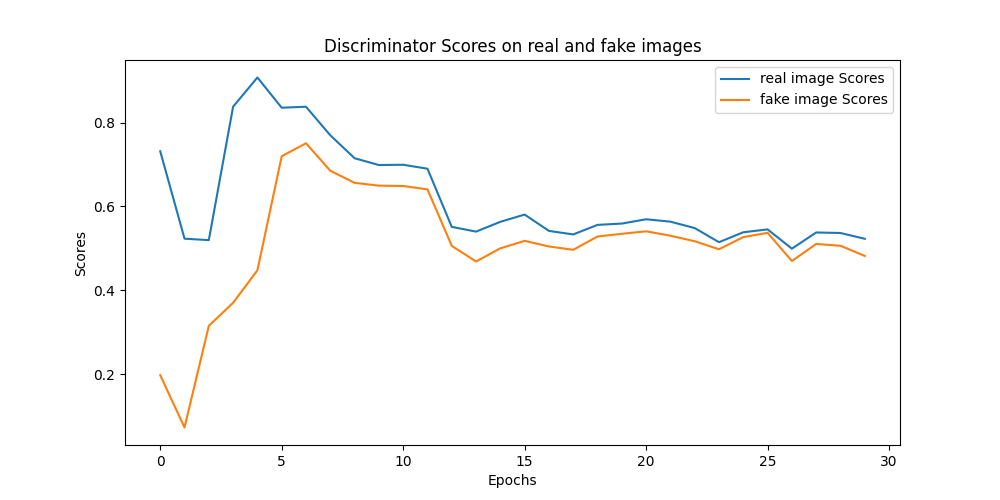 Discriminator Scores on real and fake images
real image Scores
fake image Scores
Scores
0.8
0.6
0.4
0.2
0 5 10 15 20 25 30
Epochs